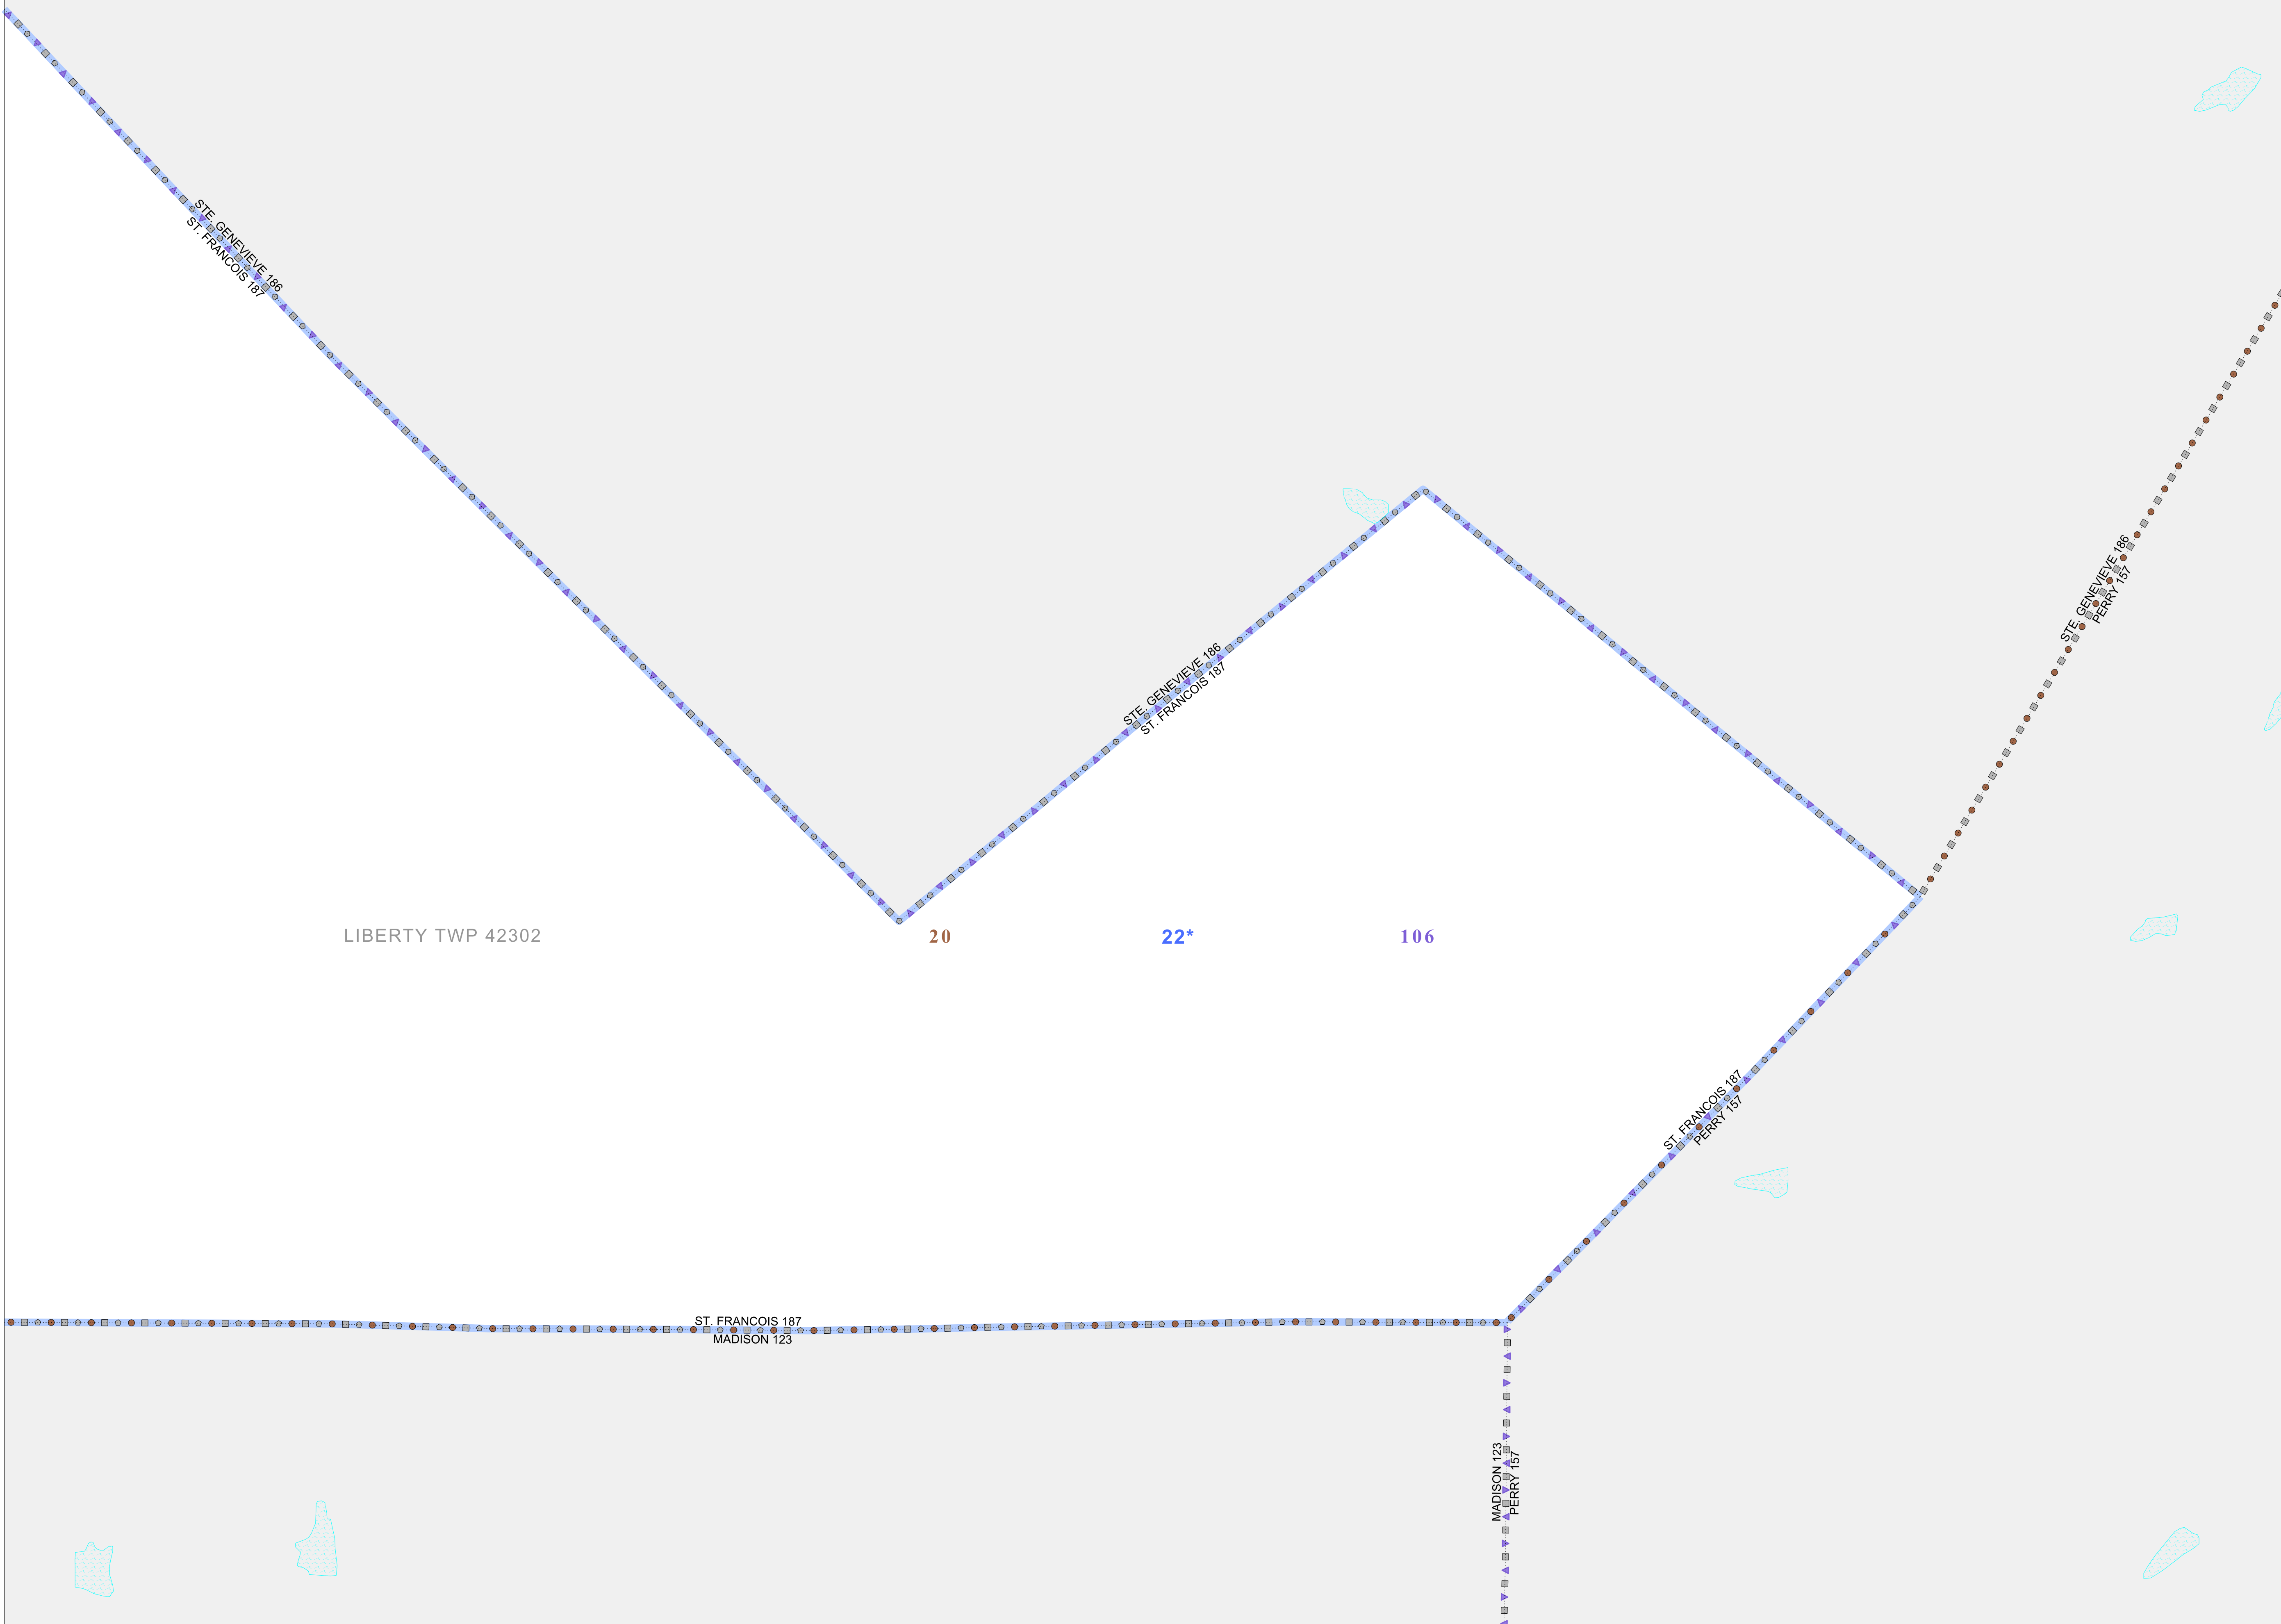 STE. GENEVIEVE 186
ST. FRANCOIS 187
STE. GENEVIEVE 186
PERRY 157
STE. GENEVIEVE 186
ST. FRANCOIS 187
LIBERTY TWP 42302
20
22*
106
ST. FRANCOIS 187
PERRY 157
ST. FRANCOIS 187
MADISON 123
MADISON 123
PERRY 157